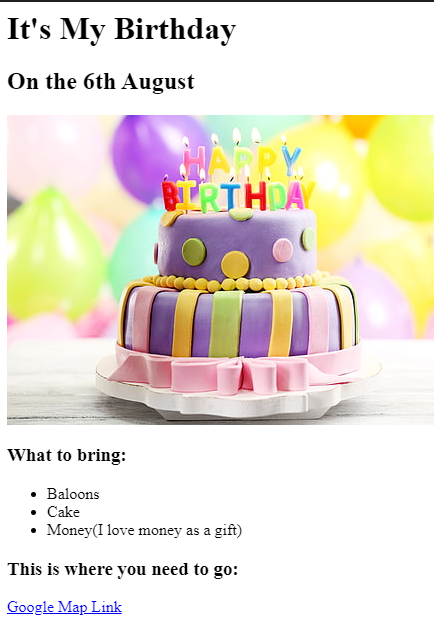 It's My Birthday
On the 6th August
HAPPY
BIRTHDAY
What to bring:
Baloons
Cake
Money(I love money as a gift)
This is where you need to go:
Google Map Link